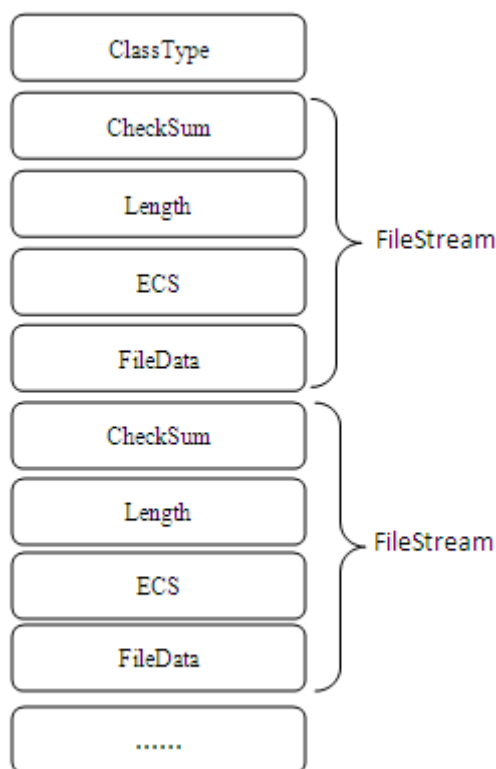 ClassType
CheckSum
Length
FileStream
ECS
FileData
CheckSum
Length
FileStream
ECS
FileData
......